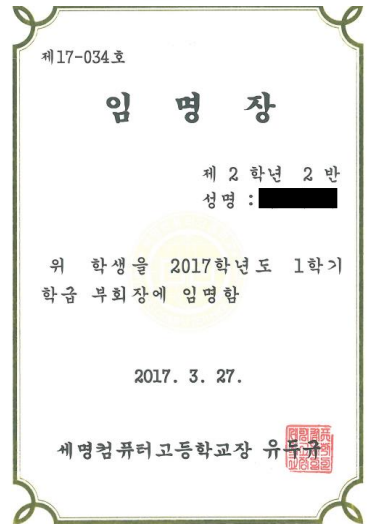 제17-034호
임 명 장
제 2 학년 2 반
성명 :
위 학생을 2017학년도 1학기
학급 부회장에 임명함
2017. 3. 27.
세명컴퓨터고등학교장 유두규